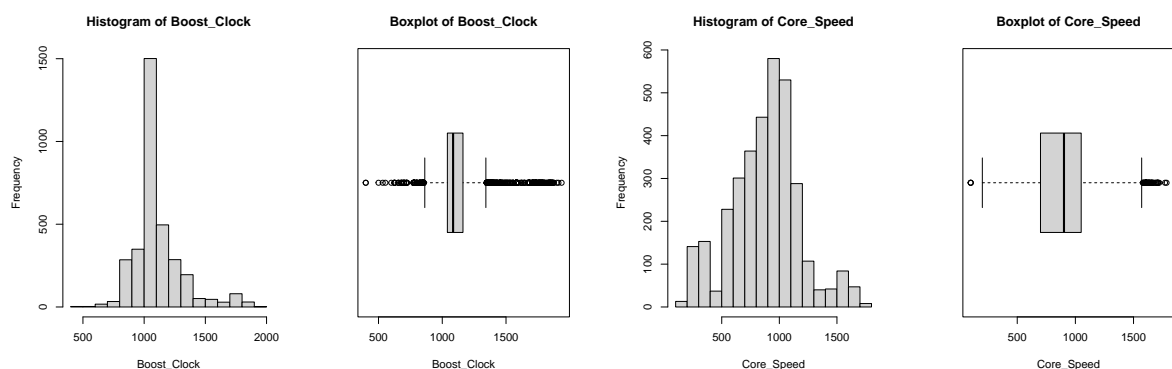 Histogram of Boost_Clock
Frequency
0
500
1000
1500
500
1000
1500
2000
Boost_Clock
Boxplot of Boost_Clock
500
1000
1500
Boost_Clock
Histogram of Core_Speed
Frequency
0
100
200
300
400
500
600
500
1000
1500
Core_Speed
Boxplot of Core_Speed
500
1000
1500
Core_Speed